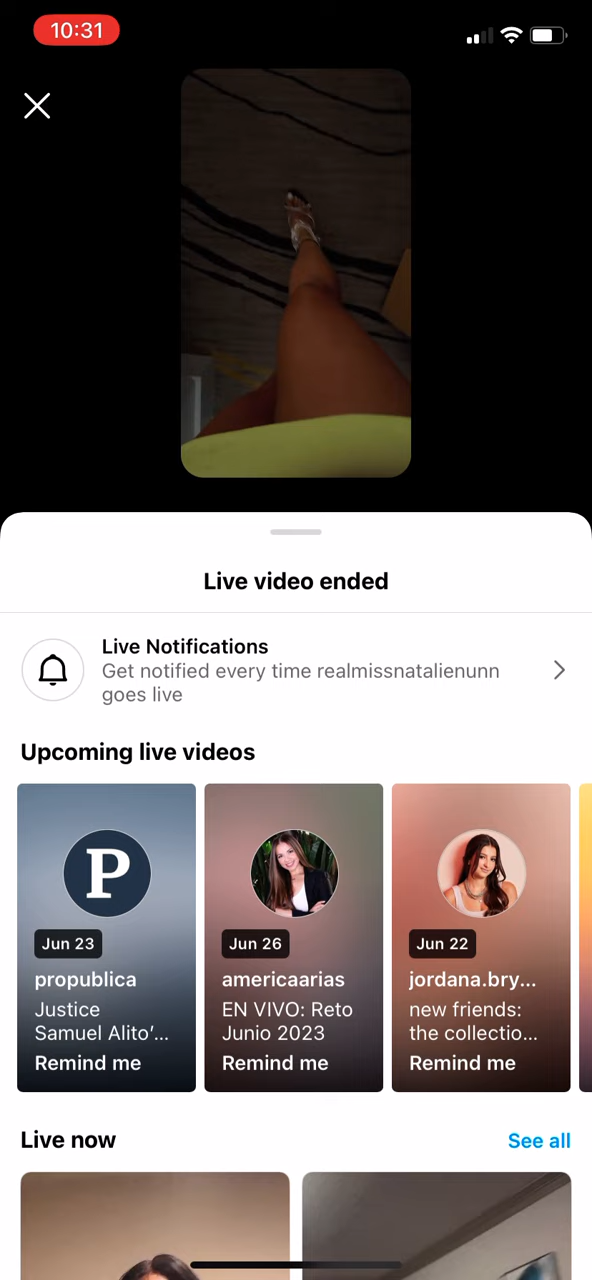 10:31
Live video ended
Live Notifications
Get notified every time realmissnatalienunn
goes live
Upcoming live videos
P
Jun 23
propublica
Justice
Samuel Alito'...
Remind me
Jun 26
americaarias
EN VIVO: Reto
Junio 2023
Remind me
Jun 22
jordana.bry...
new friends:
the collectio...
Remind me
Live now
See all